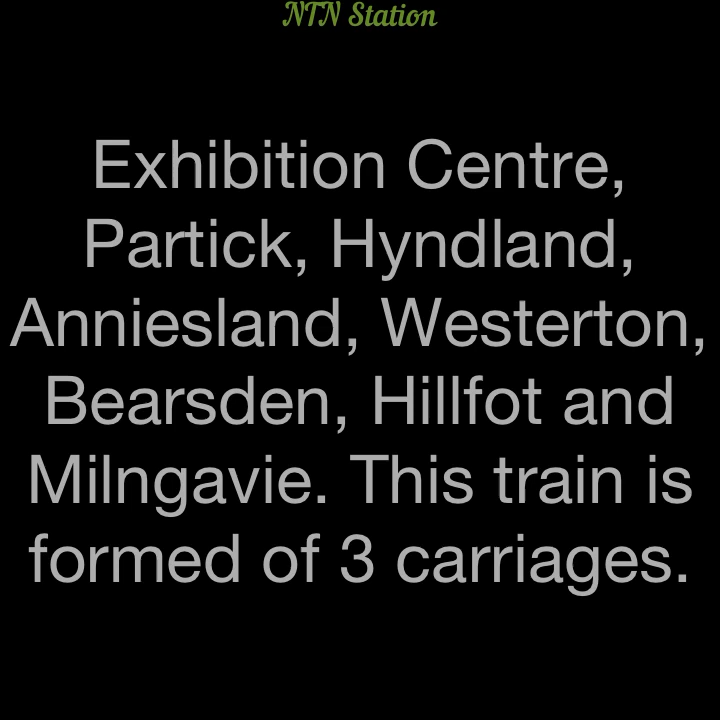 NTN Station
Exhibition Centre,
Partick, Hyndland,
Anniesland, Westerton,
Bearsden, Hillfot and
Milngavie. This train is
formed of 3 carriages.